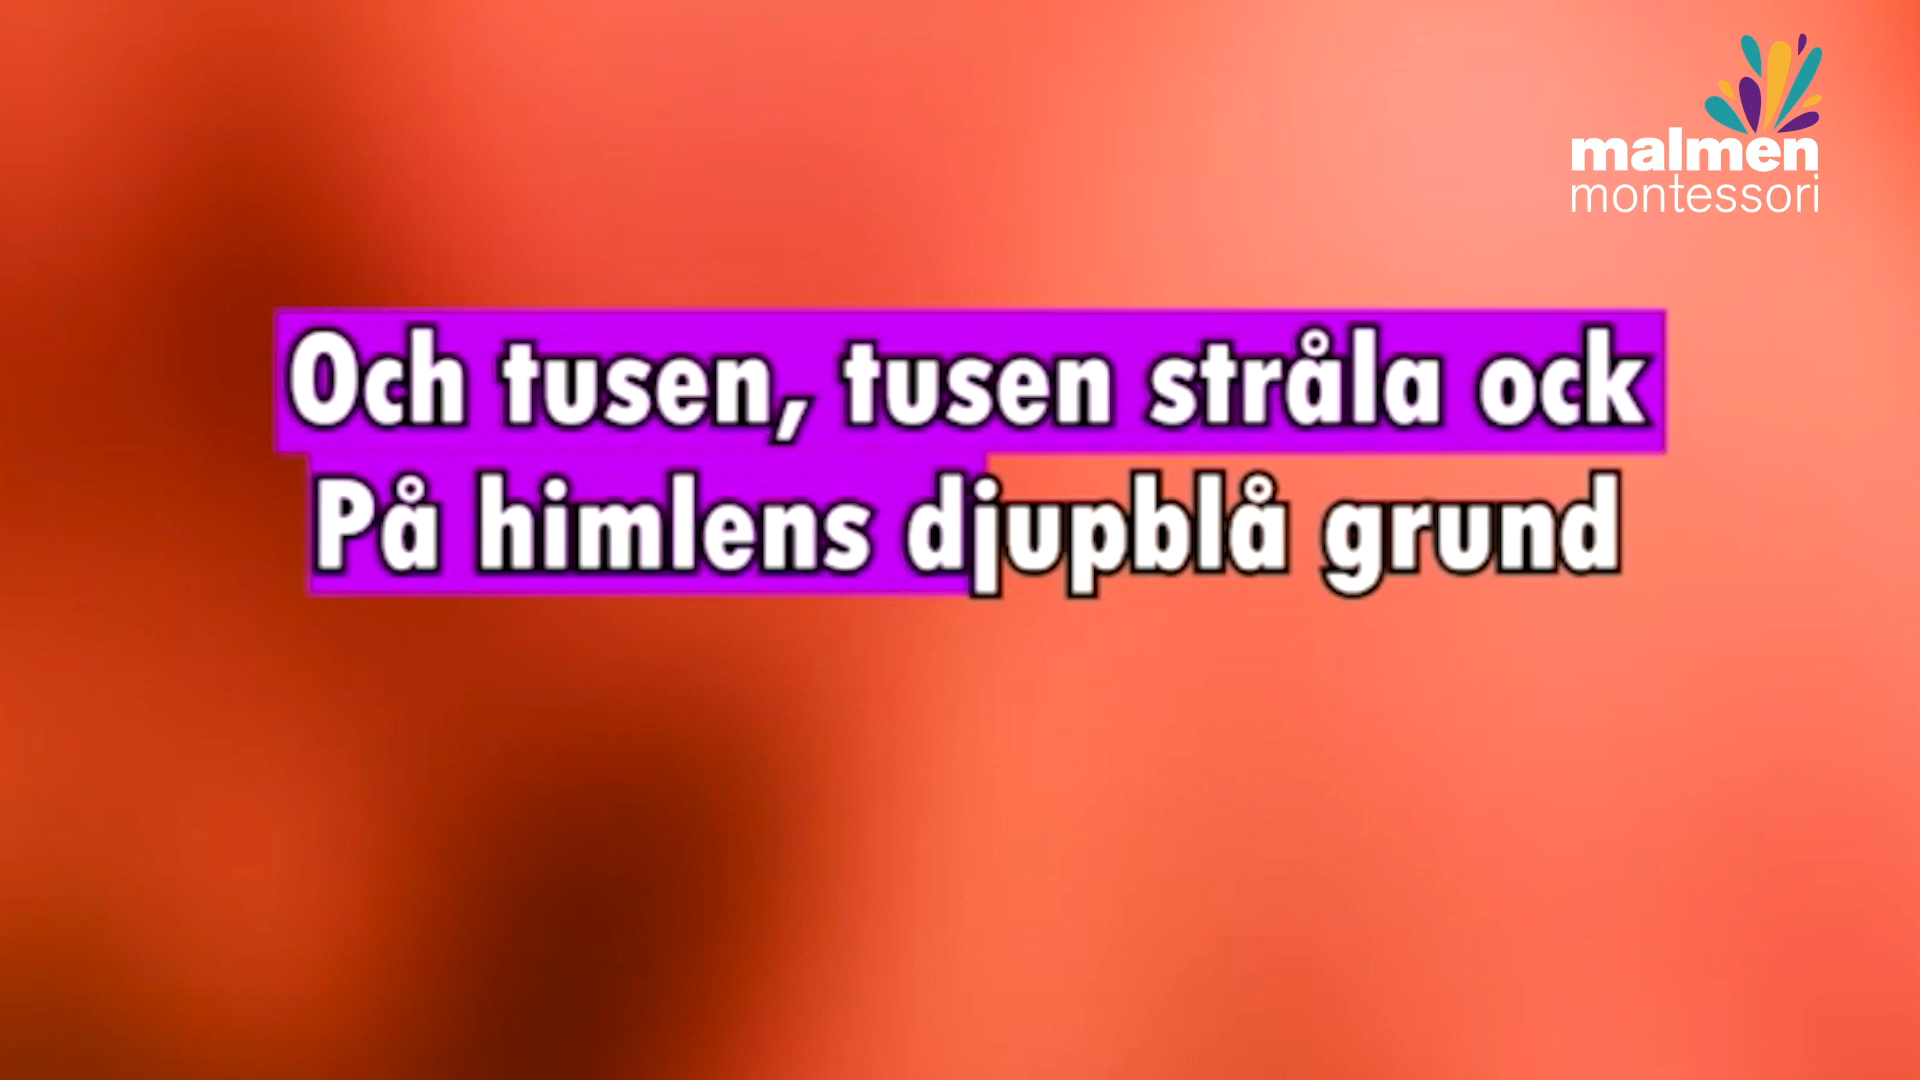 malmen
montessori
Och tusen, tusen stråla ock
På himlens djupblå grund